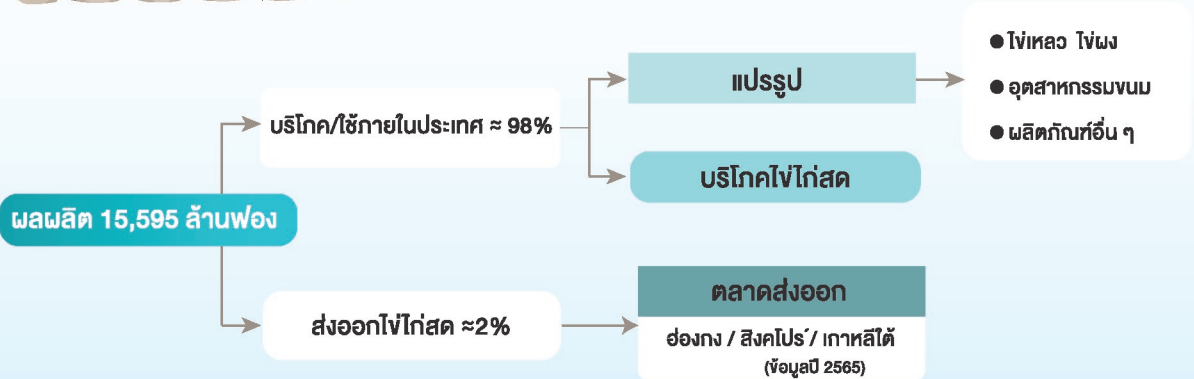 ผลผลิต 15,595 ล้านฟอง
บริโภค/ใช้ภายในประเทศ ≈ 98%
แปรรูป
● ไข่เหลว ไข่ผง
● อุตสาหกรรมขนม
● ผลิตภัณฑ์อื่น ๆ
บริโภคไข่ไก่สด
ส่งออกไข่ไก่สด ≈2%
ตลาดส่งออก
ฮ่องกง / สิงคโปร์ / เกาหลีใต้
(ข้อมูลปี 2565)